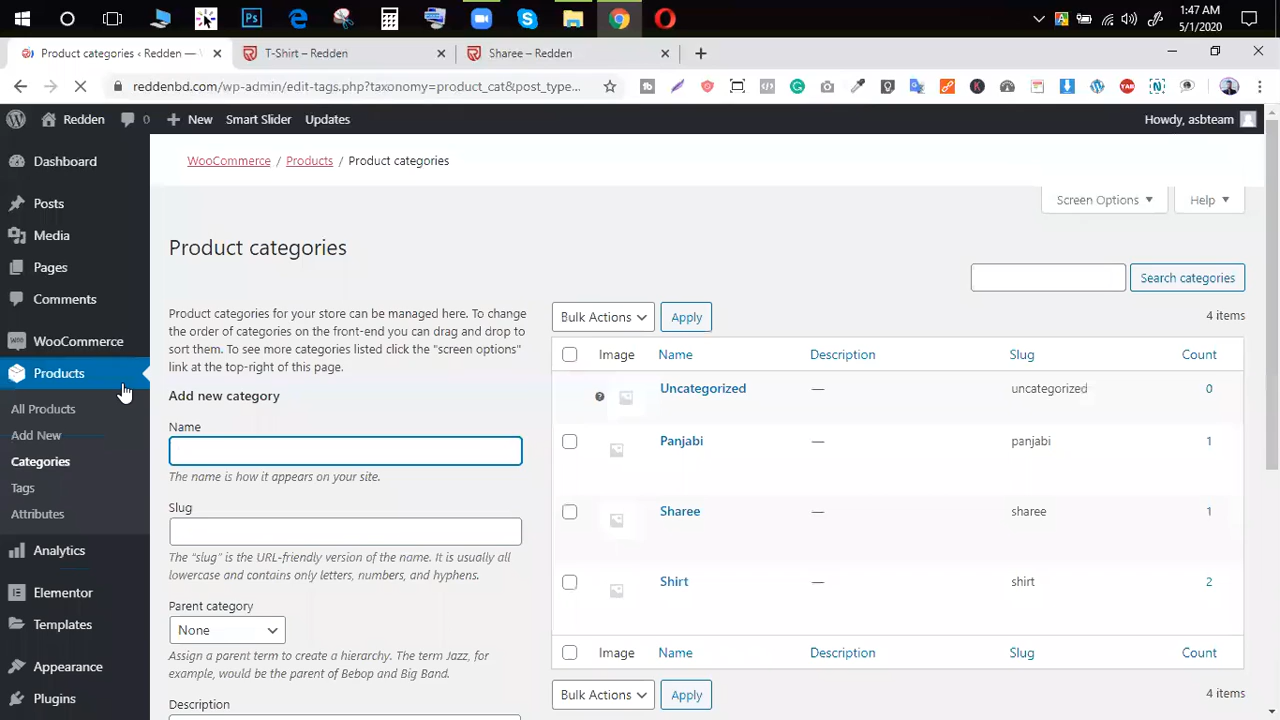 1:47 AM
5/1/2020
Product categories ‹ Redden — W
T-Shirt – Redden
Sharee – Redden
reddenbd.com/wp-admin/edit-tags.php?taxonomy=product_cat&post_type...
Redden
0
New
Smart Slider
Updates
Howdy, asbteam
Dashboard
Posts
Media
Pages
Comments
WooCommerce
Products
All Products
Add New
Categories
Tags
Attributes
Analytics
Elementor
Templates
Appearance
Plugins
WooCommerce / Products / Product categories
Screen Options
Help
Product categories
Search categories
Product categories for your store can be managed here. To change
the order of categories on the front-end you can drag and drop to
sort them. To see more categories listed click the "screen options"
link at the top-right of this page.
Add new category
Name
The name is how it appears on your site.
Slug
The “slug” is the URL-friendly version of the name. It is usually all
lowercase and contains only letters, numbers, and hyphens.
Parent category
None
Assign a parent term to create a hierarchy. The term Jazz, for
example, would be the parent of Bebop and Big Band.
Description
Bulk Actions
Apply
4 items
Image Name Description Slug Count
Uncategorized — uncategorized 0
Panjabi — panjabi 1
Sharee — sharee 1
Shirt — shirt 2
Image Name Description Slug Count
Bulk Actions
Apply
4 items